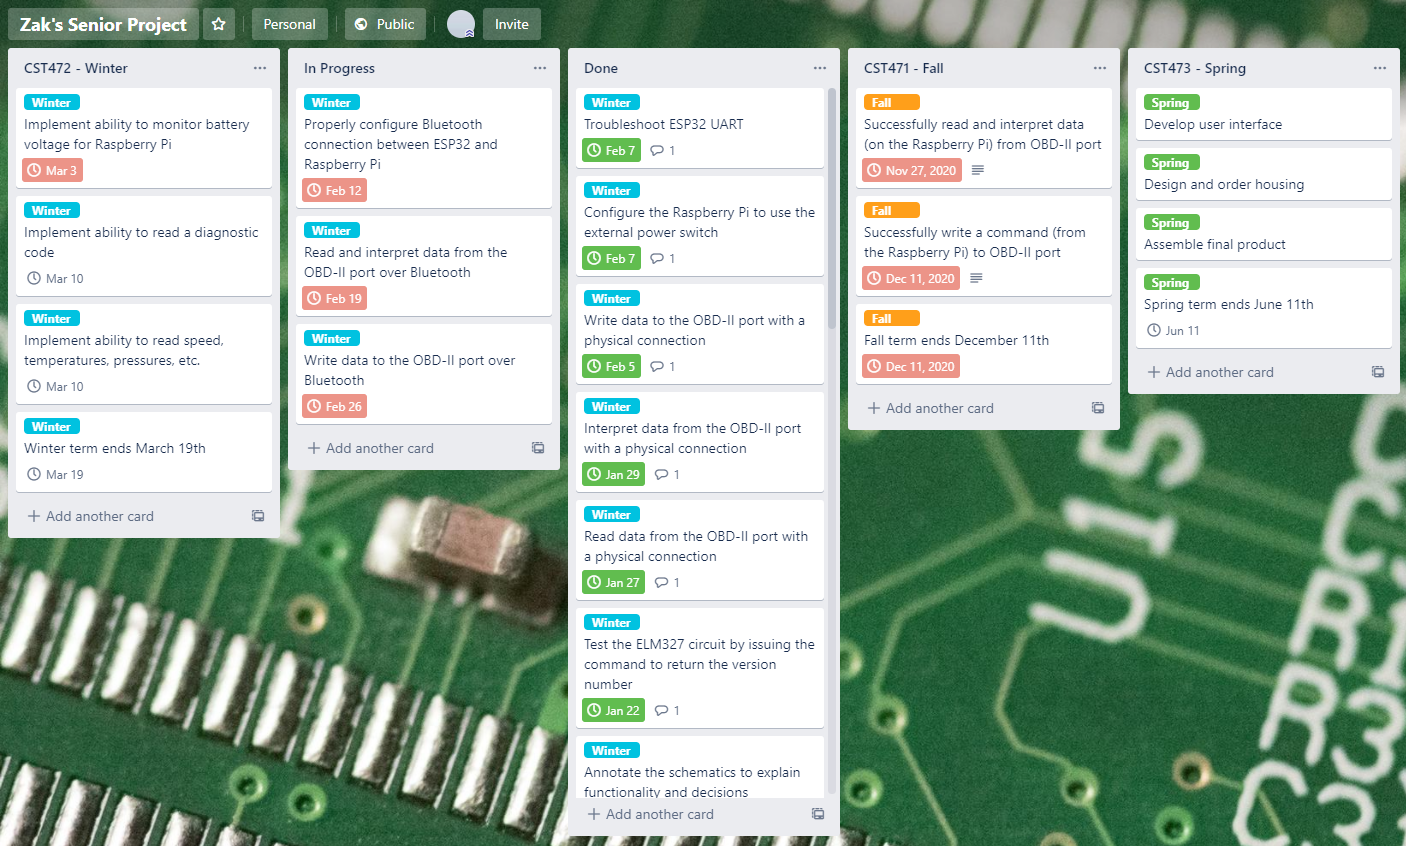 Zak's Senior Project
Personal
Public
Invite
CST472 - Winter
Winter
Implement ability to monitor battery
voltage for Raspberry Pi
Mar 3
Winter
Implement ability to read a diagnostic
code
Mar 10
Winter
Implement ability to read speed,
temperatures, pressures, etc.
Mar 10
Winter
Winter term ends March 19th
Mar 19
+ Add another card
In Progress
Winter
Properly configure Bluetooth
connection between ESP32 and
Raspberry Pi
Feb 12
Winter
Read and interpret data from the
OBD-II port over Bluetooth
Feb 19
Winter
Write data to the OBD-II port over
Bluetooth
Feb 26
+ Add another card
Done
Winter
Troubleshoot ESP32 UART
Feb 7 1
Winter
Configure the Raspberry Pi to use the
external power switch
Feb 7 1
Winter
Write data to the OBD-II port with a
physical connection
Feb 5 1
Winter
Interpret data from the OBD-II port
with a physical connection
Jan 29 1
Winter
Read data from the OBD-II port with
a physical connection
Jan 27 1
Winter
Test the ELM327 circuit by issuing the
command to return the version
number
Jan 22 1
Winter
Annotate the schematics to explain
functionality and decisions
+ Add another card
CST471 - Fall
Fall
Successfully read and interpret data
(on the Raspberry Pi) from OBD-II port
Nov 27, 2020
Fall
Successfully write a command (from
the Raspberry Pi) to OBD-II port
Dec 11, 2020
Fall
Fall term ends December 11th
Dec 11, 2020
+ Add another card
CST473 - Spring
Spring
Develop user interface
Spring
Design and order housing
Spring
Assemble final product
Spring
Spring term ends June 11th
Jun 11
+ Add another card
U15